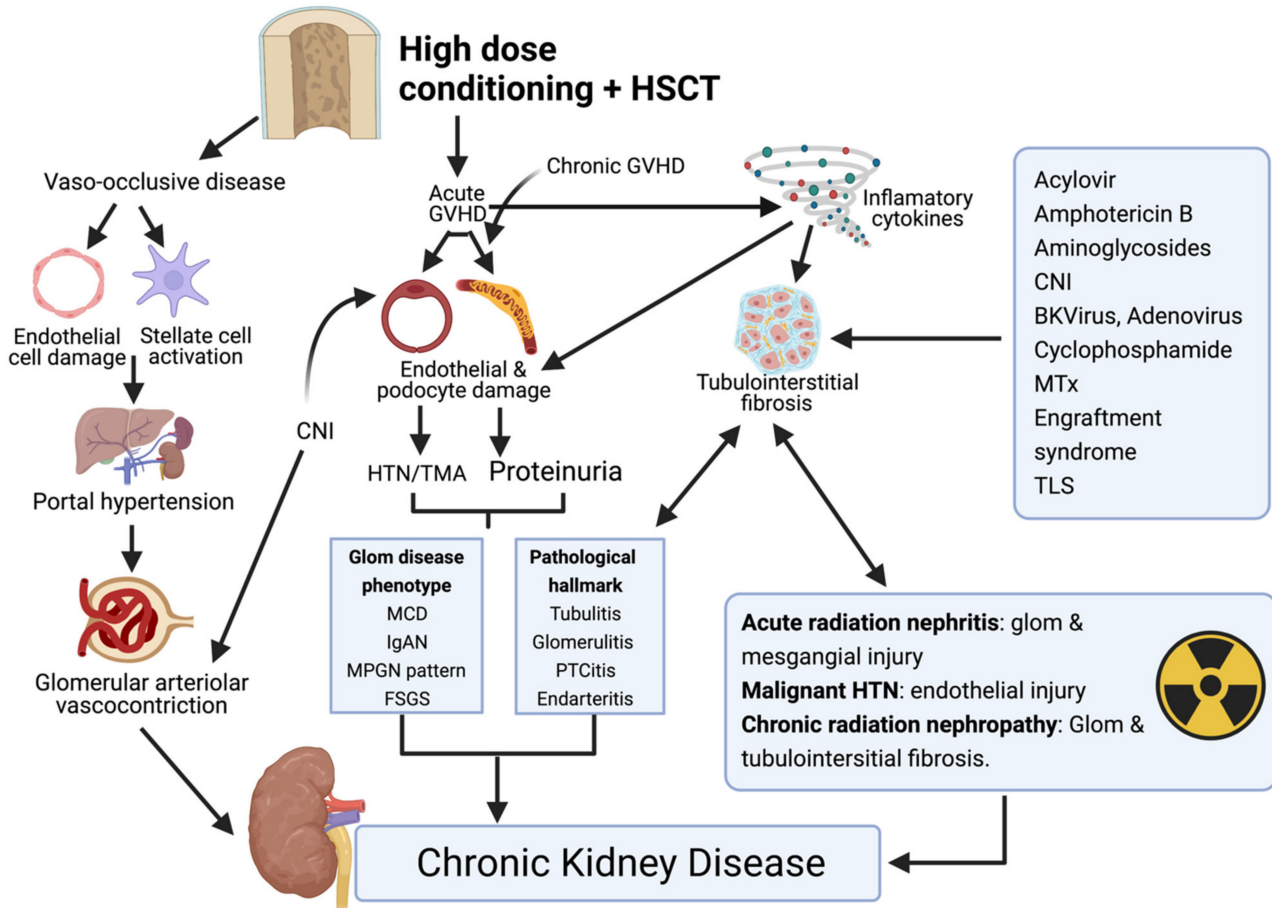 High dose
conditioning + HSCT
Vaso-occlusive disease
Endothelial
cell damage
Stellate cell
activation
Portal hypertension
Glomerular arteriolar
vascocontriction
CNI
Acute
GVHD
Chronic GVHD
Inflamatory
cytokines
Endothelial &
podocyte damage
HTN/TMA
Proteinuria
Glom disease
phenotype
MCD
IgAN
MPGN pattern
FSGS
Pathological
hallmark
Tubulitis
Glomerulitis
PTCitis
Endarteritis
Tubulointerstitial
fibrosis
Acylovir
Amphotericin B
Aminoglycosides
CNI
BKVirus, Adenovirus
Cyclophosphamide
MTx
Engraftment
syndrome
TLS
Acute radiation nephritis: glom &
mesgangial injury
Malignant HTN: endothelial injury
Chronic radiation nephropathy: Glom &
tubulointersitial fibrosis.
Chronic Kidney Disease